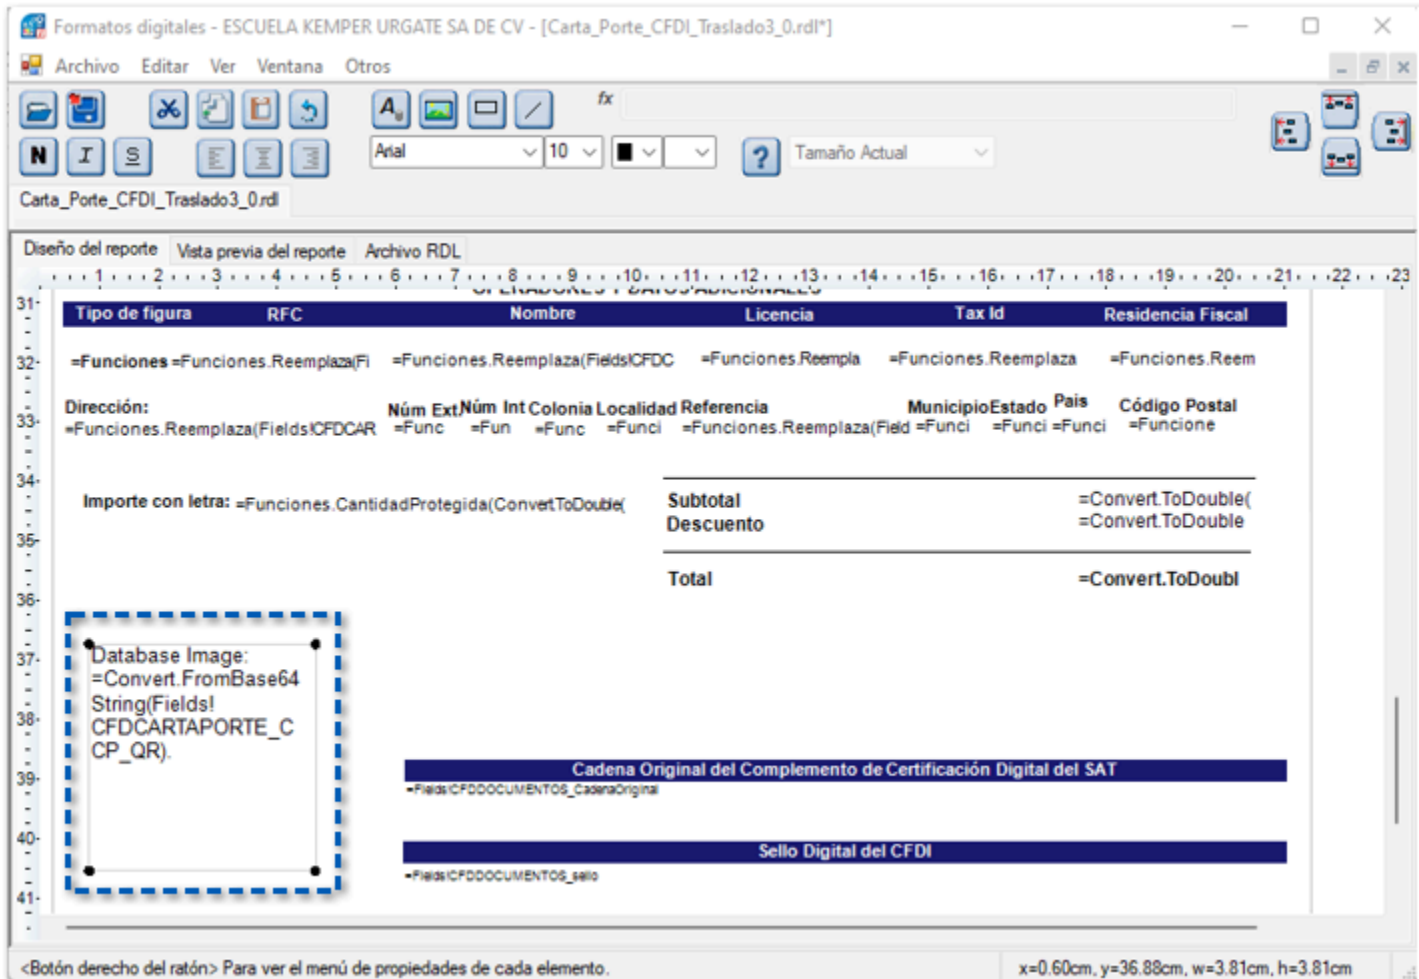 Formatos digitales - ESCUELA KEMPER URGATE SA DE CV - [Carta_Porte_CFDI_Traslado3_0.rdl*]
Archivo Editar Ver Ventana Otros
fx
N I S Arial 10 ? Tamaño Actual
Carta_Porte_CFDI_Traslado3_0.rdl
Diseño del reporte Vista previa del reporte Archivo RDL
1 2 3 4 5 6 7 8 9 10 11 12 13 14 15 16 17 18 19 20 21 22 23
OPERADORES Y DATOS ADICIONALES
31 Tipo de figura RFC Nombre Licencia Tax Id Residencia Fiscal
32 =Funciones =Funciones.Reemplaza(Fi =Funciones.Reemplaza(Fields!CFDC =Funciones.Reempla =Funciones.Reemplaza =Funciones.Reem
Dirección: Núm Ext. Núm Int Colonia Localidad Referencia Municipio Estado Pais Código Postal
33 =Funciones.Reemplaza(Fields!CFDCAR =Func =Fun =Func =Funci =Funciones.Reemplaza(Field =Funci =Funci =Funci =Funcione
34
Importe con letra: =Funciones.CantidadProtegida(Convert.ToDouble( Subtotal =Convert.ToDouble(
Descuento =Convert.ToDouble
35
Total =Convert.ToDoubl
36
37 Database Image:
=Convert.FromBase64
String(Fields!
38 CFDCARTAPORTE_C
CP_QR).
39 Cadena Original del Complemento de Certificación Digital del SAT
=Fields!CFDDOCUMENTOS_CadenaOriginal
40
Sello Digital del CFDI
=Fields!CFDDOCUMENTOS_sello
41
<Botón derecho del ratón> Para ver el menú de propiedades de cada elemento. x=0.60cm, y=36.88cm, w=3.81cm, h=3.81cm